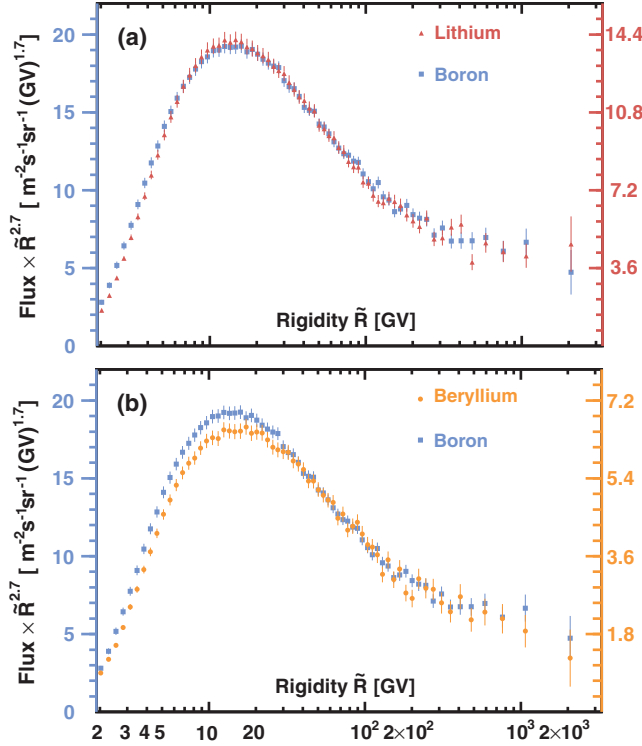 (a)
Lithium
Boron
20
15
10
5
0
14.4
10.8
7.2
3.6
Flux × R̃^2.7 [ m^-2s^-1sr^-1 (GV)^1.7 ]
Rigidity R̃ [GV]
(b)
Beryllium
Boron
20
15
10
5
0
7.2
5.4
3.6
1.8
Flux × R̃^2.7 [ m^-2s^-1sr^-1 (GV)^1.7 ]
Rigidity R̃ [GV]
2 3 4 5 10 20 10^2 2×10^2 10^3 2×10^3